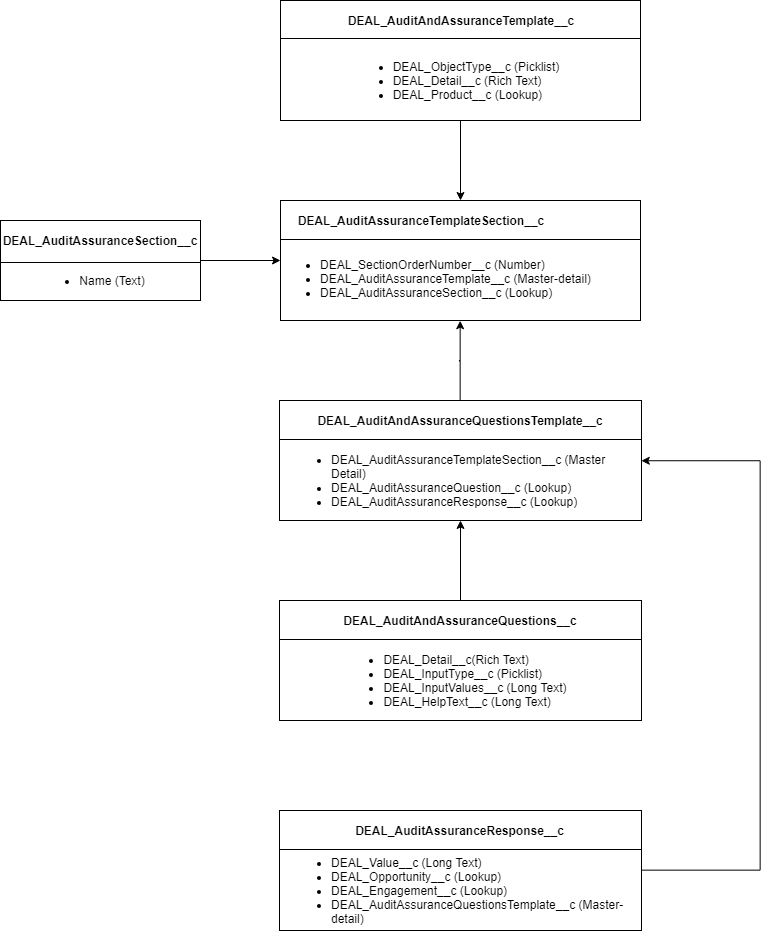 DEAL_AuditAndAssuranceTemplate__c
DEAL_ObjectType__c (Picklist)
DEAL_Detail__c (Rich Text)
DEAL_Product__c (Lookup)
DEAL_AuditAssuranceSection__c
Name (Text)
DEAL_AuditAssuranceTemplateSection__c
DEAL_SectionOrderNumber__c (Number)
DEAL_AuditAssuranceTemplate__c (Master-detail)
DEAL_AuditAssuranceSection__c (Lookup)
DEAL_AuditAndAssuranceQuestionsTemplate__c
DEAL_AuditAssuranceTemplateSection__c (Master
Detail)
DEAL_AuditAssuranceQuestion__c (Lookup)
DEAL_AuditAssuranceResponse__c (Lookup)
DEAL_AuditAndAssuranceQuestions__c
DEAL_Detail__c(Rich Text)
DEAL_InputType__c (Picklist)
DEAL_InputValues__c (Long Text)
DEAL_HelpText__c (Long Text)
DEAL_AuditAssuranceResponse__c
DEAL_Value__c (Long Text)
DEAL_Opportunity__c (Lookup)
DEAL_Engagement__c (Lookup)
DEAL_AuditAssuranceQuestionsTemplate__c (Master-
detail)